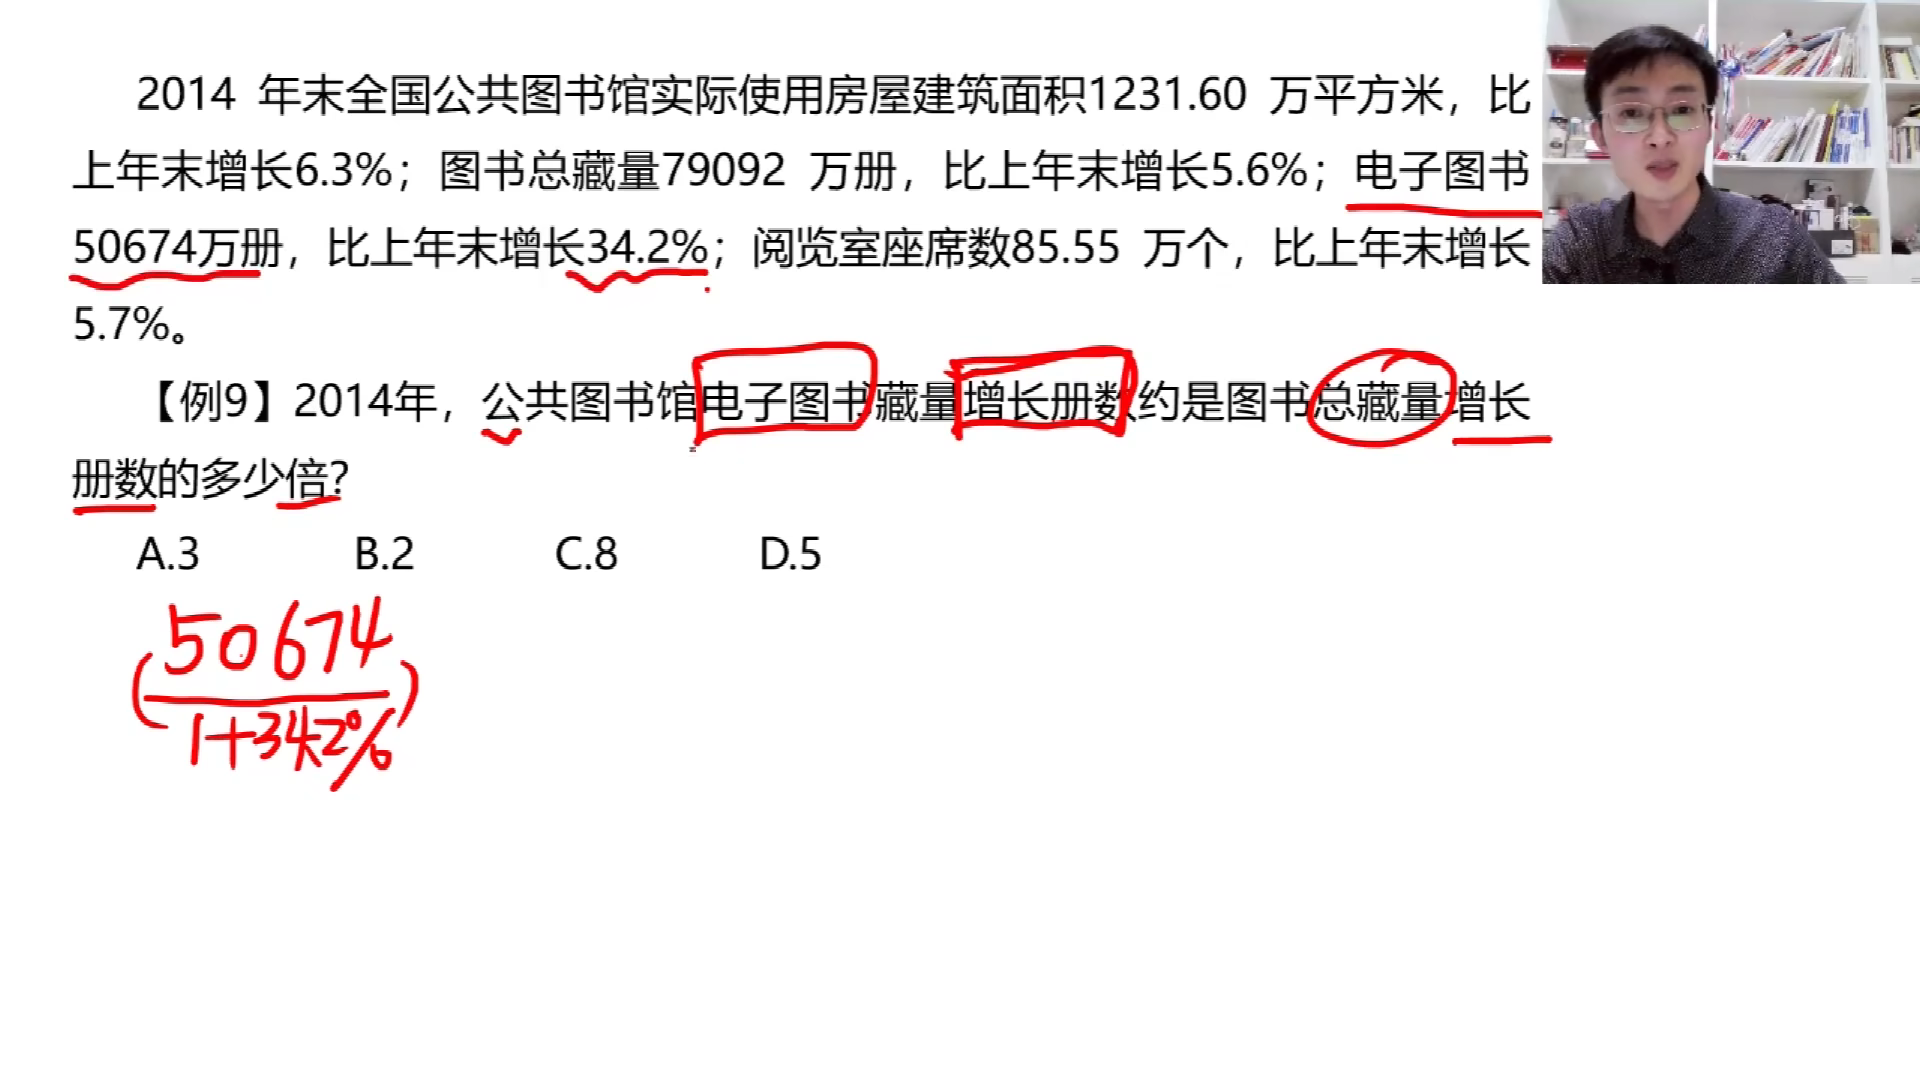 2014 年末全国公共图书馆实际使用房屋建筑面积1231.60 万平方米，比
上年末增长6.3%；图书总藏量79092 万册，比上年末增长5.6%；电子图书
50674万册，比上年末增长34.2%；阅览室座席数85.55 万个，比上年末增长
5.7%。
【例9】2014年，公共图书馆电子图书藏量增长册数约是图书总藏量增长
册数的多少倍？
A.3 B.2 C.8 D.5
(50674
1+34.2%)